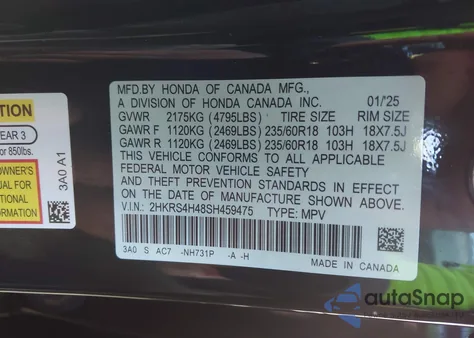 MFD.BY HONDA OF CANADA MFG.,
A DIVISION OF HONDA CANADA INC. 01/'25
GVWR 2175KG (4795LBS) TIRE SIZE RIM SIZE
GAWR F 1120KG (2469LBS) 235/60R18 103H 18X7.5J
GAWR R 1120KG (2469LBS) 235/60R18 103H 18X7.5J
THIS VEHICLE CONFORMS TO ALL APPLICABLE
FEDERAL MOTOR VEHICLE SAFETY
AND THEFT PREVENTION STANDARDS IN EFFECT
ON THE DATE OF MANUFACTURE SHOWN ABOVE.
V.I.N.: 2HKRS4H48SH459475 TYPE: MPV
3A0 S AC7 -NH731P -A -H
MADE IN CANADA
3A0 A1
TION
EAR 3
or 850lbs.
OWNER'S
NUAL FOR
DITIONAL
RMATION
autoSnap